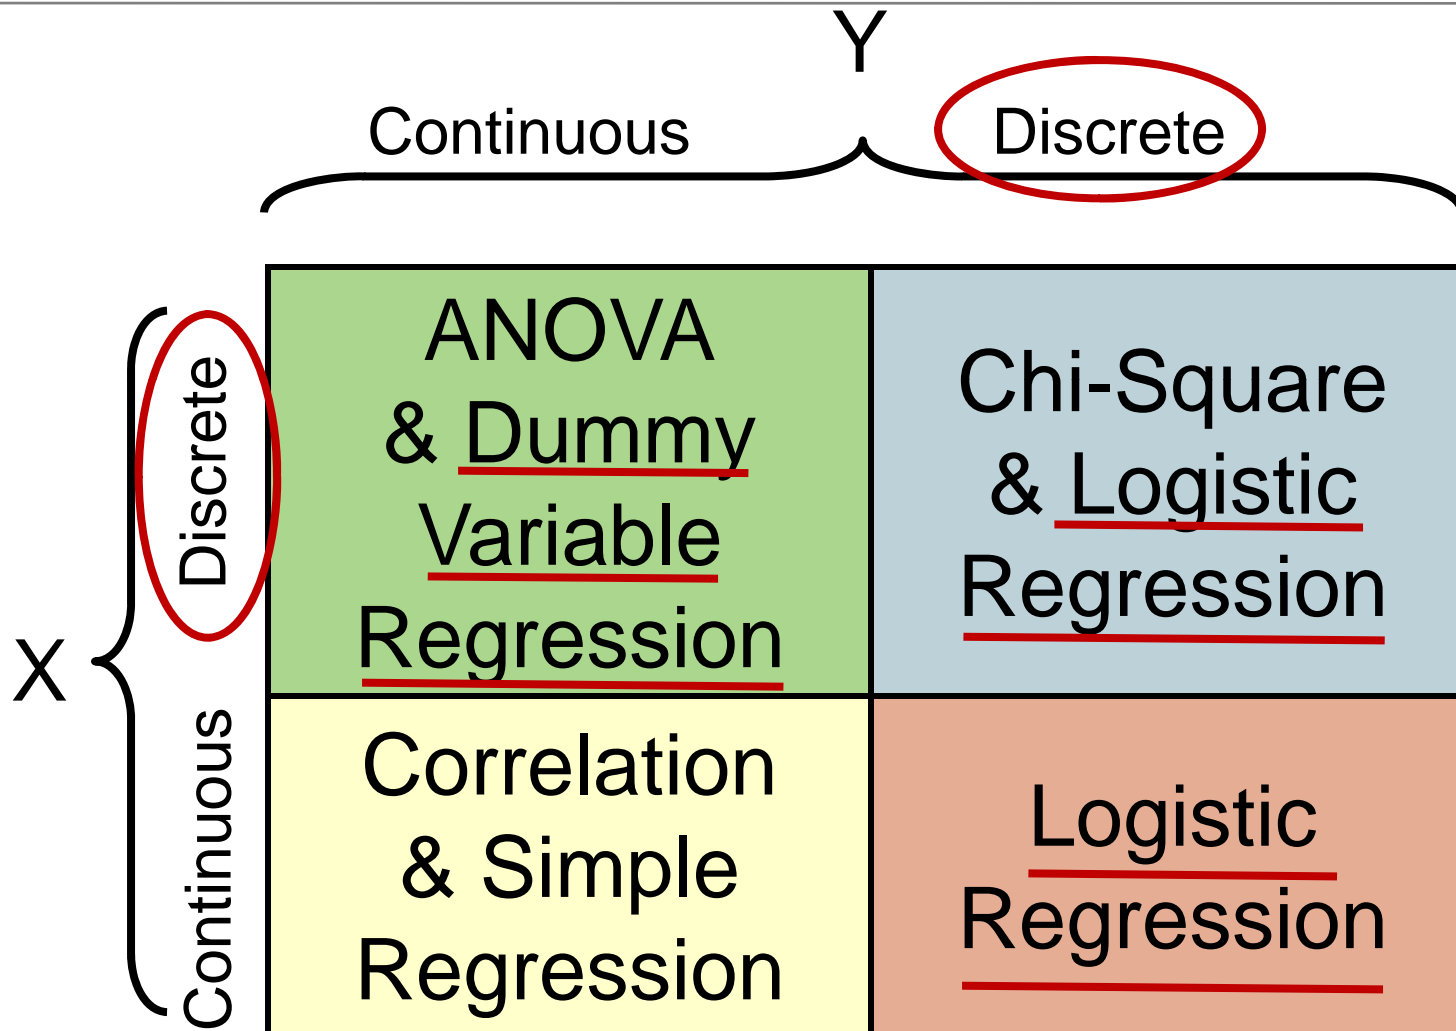 Y
Continuous Discrete
X
Discrete
Continuous
ANOVA
& Dummy
Variable
Regression
Chi-Square
& Logistic
Regression
Correlation
& Simple
Regression
Logistic
Regression